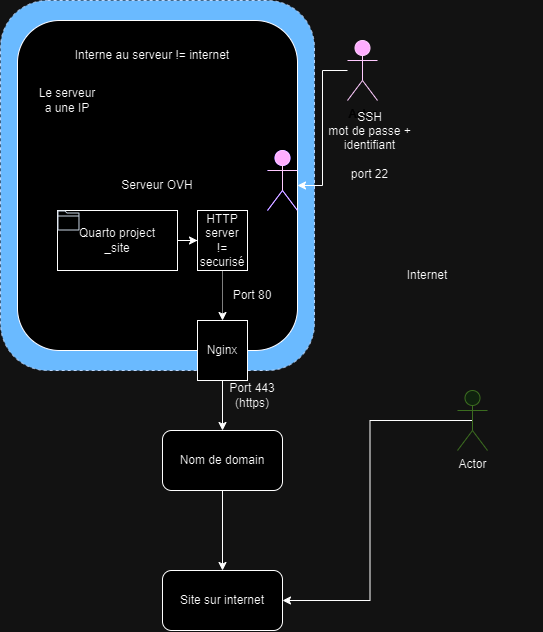 Interne au serveur != internet
Le serveur
a une IP
SSH
mot de passe +
identifiant
port 22
Serveur OVH
Quarto project
_site
HTTP
server
!=
securisé
Internet
Port 80
Nginx
Port 443
(https)
Nom de domain
Actor
Site sur internet